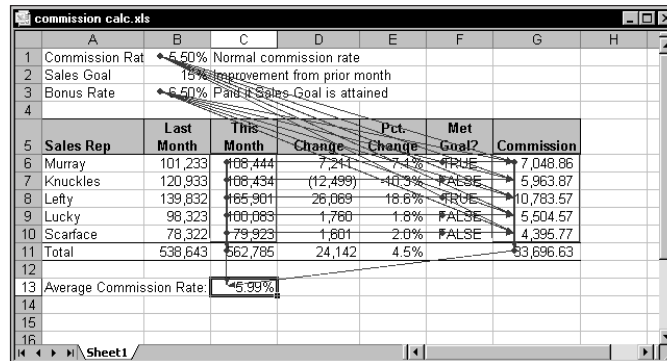 commission calc.xls
A B C D E F G H
1 Commission Rat 5.50% Normal commission rate
2 Sales Goal 15% Improvement from prior month
3 Bonus Rate 6.50% Paid if Sales Goal is attained
4
Last This Pct. Met
5 Sales Rep Month Month Change Change Goal? Commission
6 Murray 101,233 108,444 7,211 7.1% TRUE 7,048.86
7 Knuckles 120,933 108,434 (12,499) -10.3% FALSE 5,963.87
8 Lefty 139,832 165,901 26,069 18.6% TRUE 10,783.57
9 Lucky 98,323 100,083 1,760 1.8% FALSE 5,504.57
10 Scarface 78,322 79,923 1,601 2.0% FALSE 4,395.77
11 Total 538,643 562,785 24,142 4.5% 33,696.63
12
13 Average Commission Rate: 5.99%
14
15
16
Sheet1